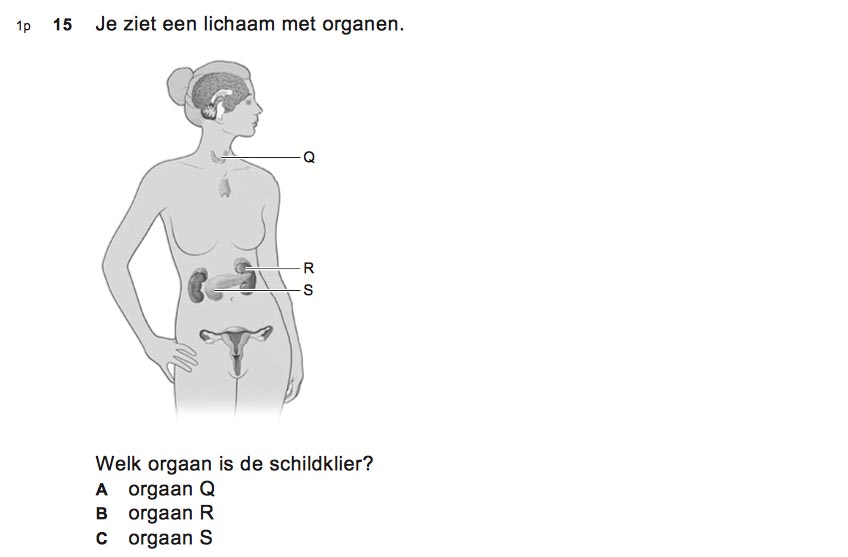 1p 15 Je ziet een lichaam met organen.
Q
R
S
Welk orgaan is de schildklier?
A orgaan Q
B orgaan R
C orgaan S